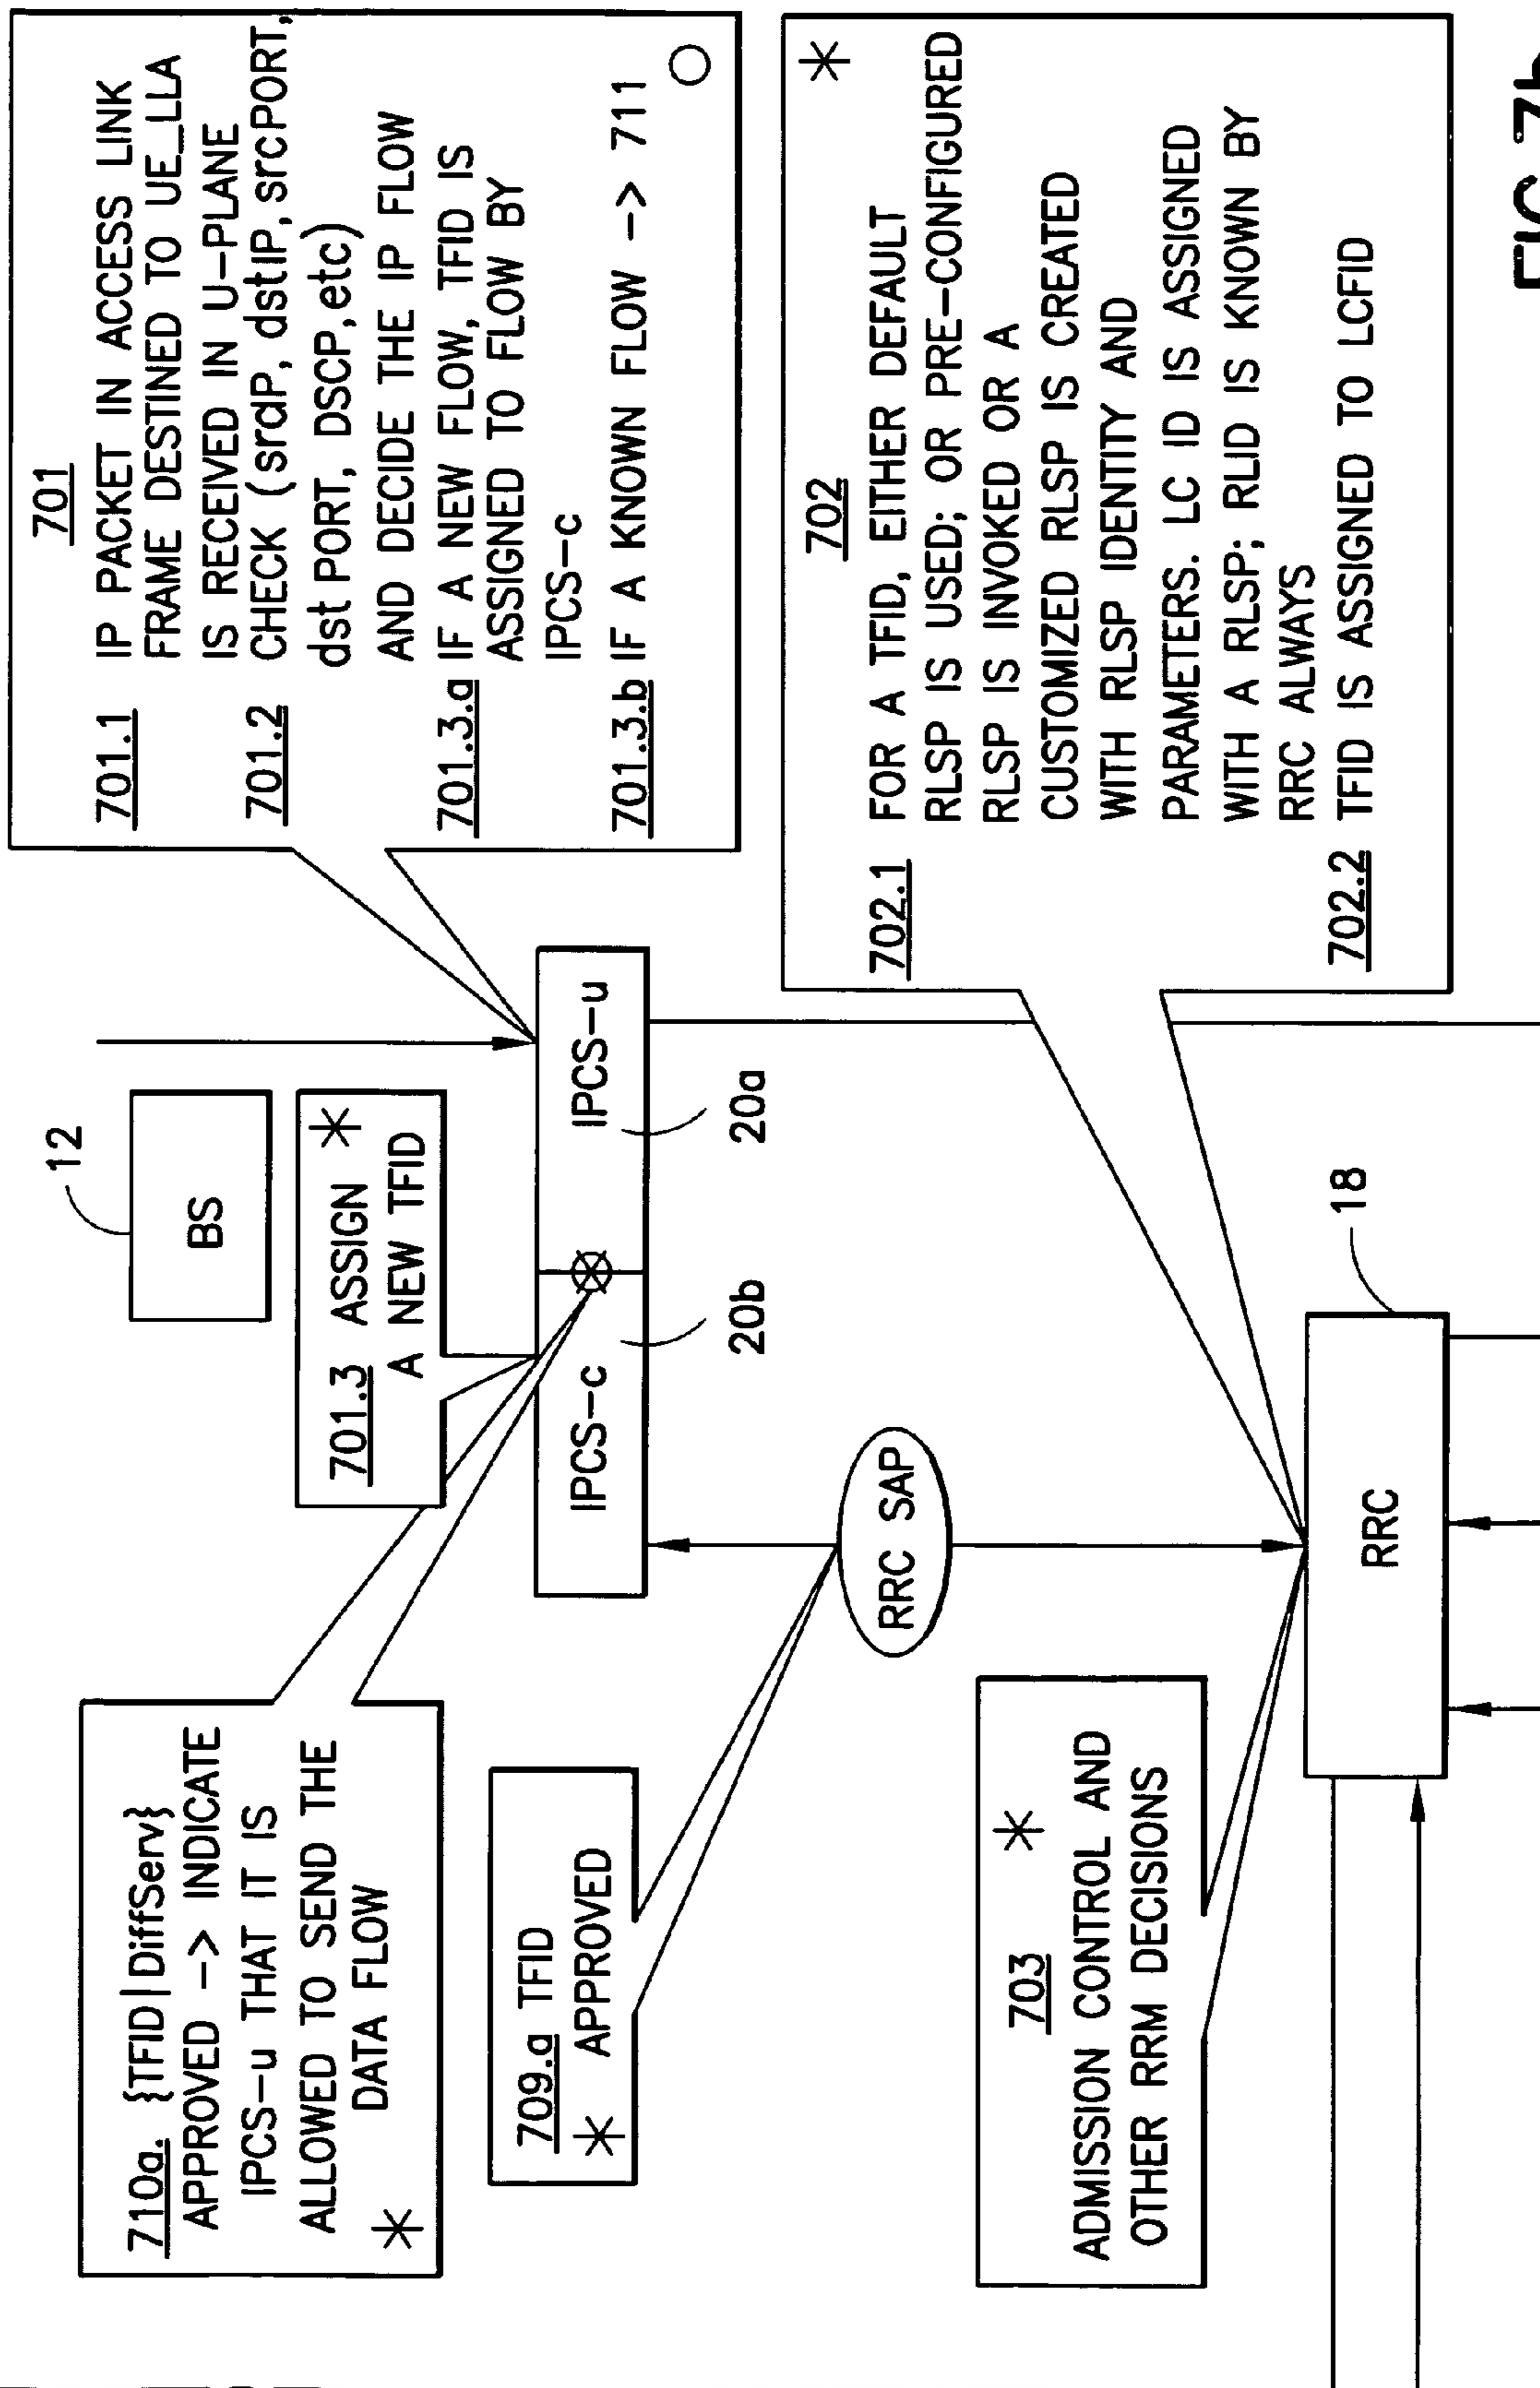 710a. {TFID|DiffServ}
APPROVED -> INDICATE
IPCS-u THAT IT IS
ALLOWED TO SEND THE
DATA FLOW
*
709.a TFID
* APPROVED
703 *
ADMISSION CONTROL AND
OTHER RRM DECISIONS
12
BS
701.3 ASSIGN *
A NEW TFID
IPCS-c
IPCS-u
20b
20a
RRC SAP
RRC
18
701
701.1 IP PACKET IN ACCESS LINK
FRAME DESTINED TO UE_LLA
IS RECEIVED IN U-PLANE
701.2 CHECK (srdP, dstIP, srcPORT,
dst PORT, DSCP,etc)
AND DECIDE THE IP FLOW
701.3.a IF A NEW FLOW, TFID IS
ASSIGNED TO FLOW BY
IPCS-c
701.3.b IF A KNOWN FLOW -> 711
702 *
702.1 FOR A TFID, EITHER DEFAULT
RLSP IS USED; OR PRE-CONFIGURED
RLSP IS INVOKED OR A
CUSTOMIZED RLSP IS CREATED
WITH RLSP IDENTITY AND
PARAMETERS. LC ID IS ASSIGNED
WITH A RLSP; RLID IS KNOWN BY
RRC ALWAYS
702.2 TFID IS ASSIGNED TO LCFID